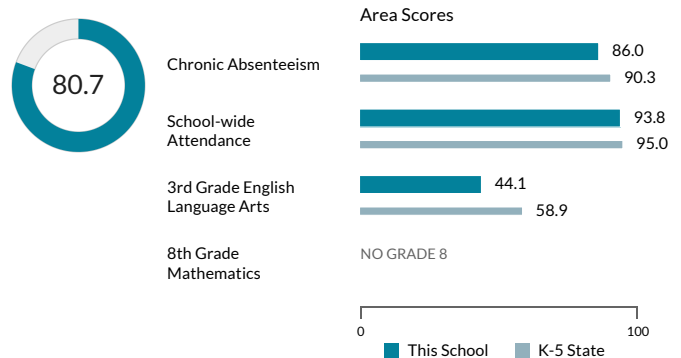 Area Scores
80.7
Chronic Absenteeism
86.0
90.3
School-wide
Attendance
93.8
95.0
3rd Grade English
Language Arts
44.1
58.9
8th Grade
Mathematics
NO GRADE 8
0
100
This School
K-5 State